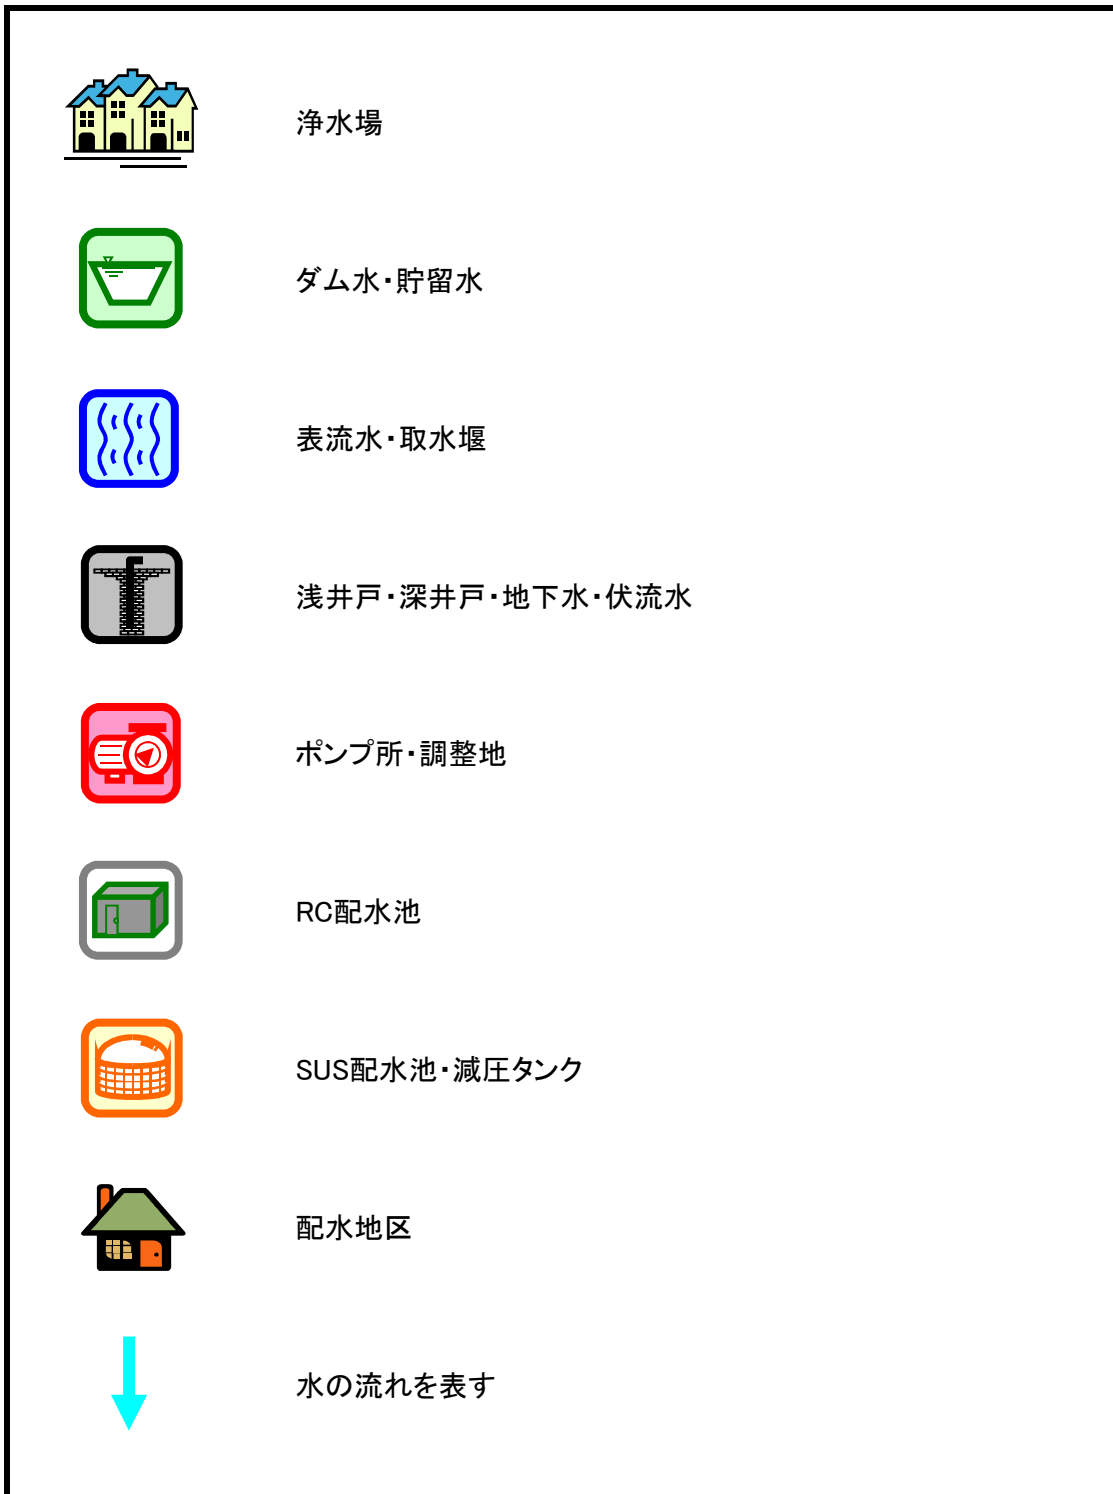 浄水場
ダム水・貯留水
表流水・取水堰
浅井戸・深井戸・地下水・伏流水
ポンプ所・調整地
RC配水池
SUS配水池・減圧タンク
配水地区
水の流れを表す